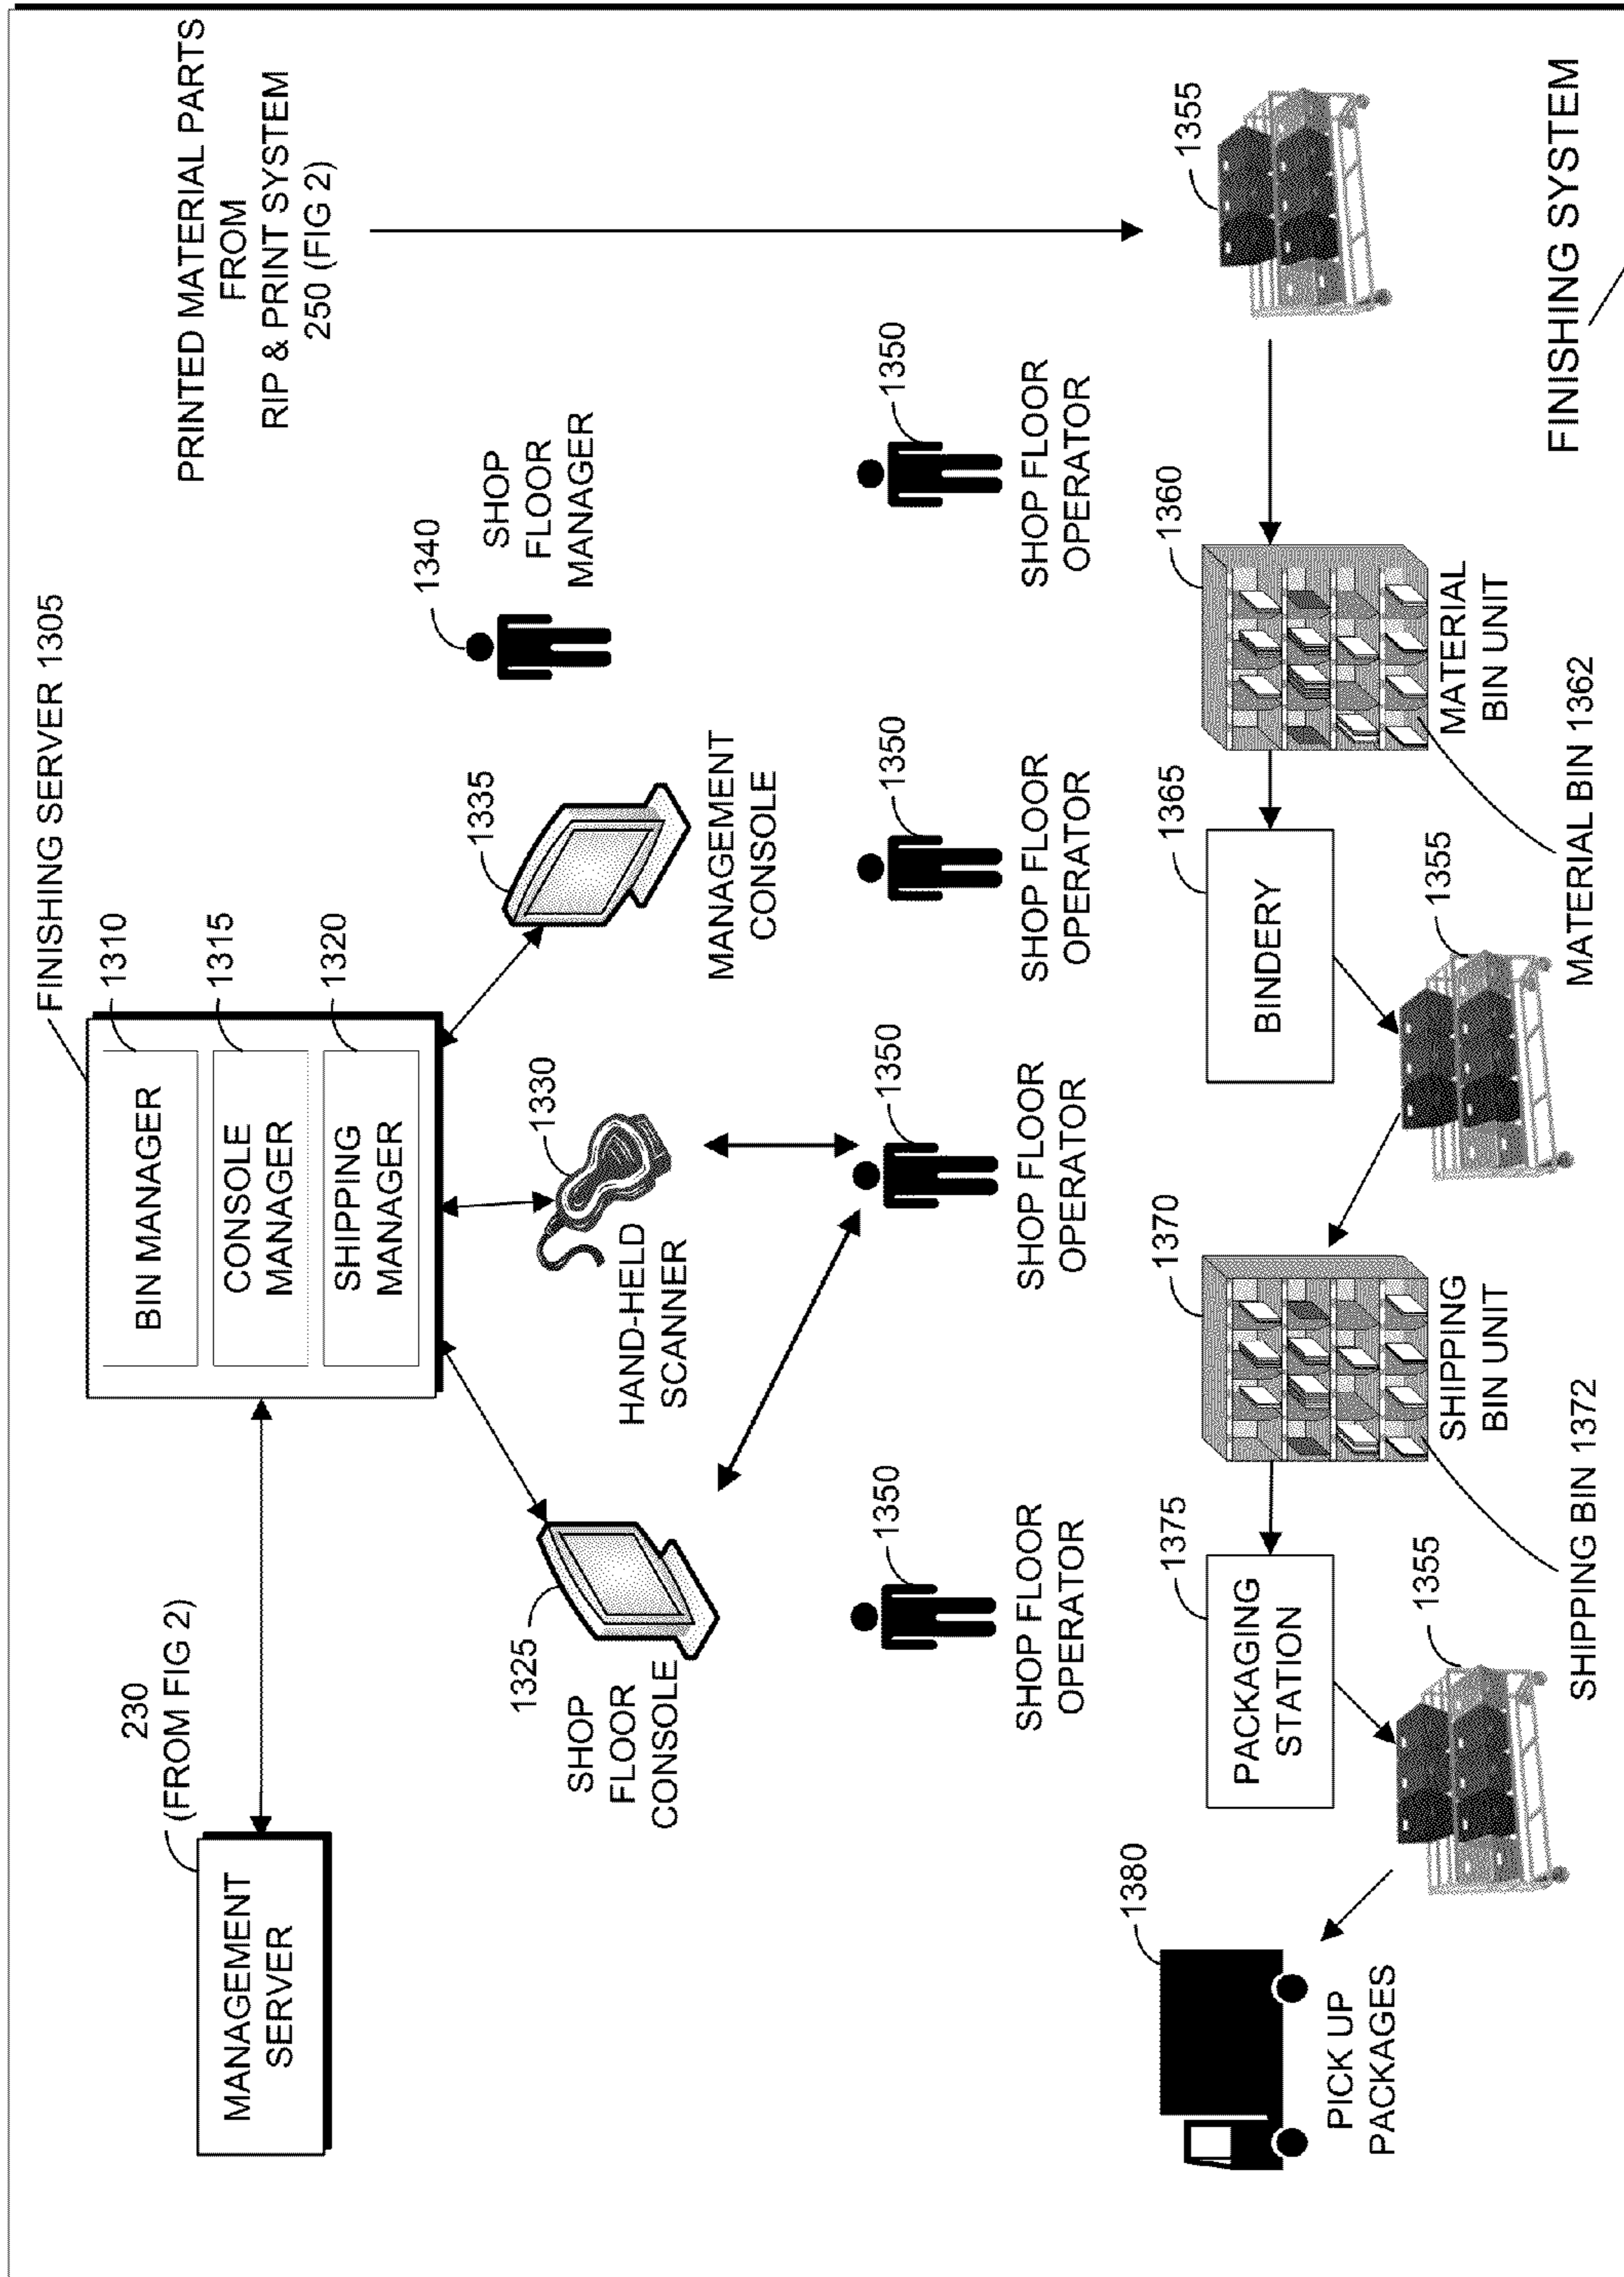 PRINTED MATERIAL PARTS
FROM
RIP & PRINT SYSTEM
250 (FIG 2)
FINISHING SERVER 1305
230
(FROM FIG 2)
MANAGEMENT
SERVER
BIN MANAGER
1310
CONSOLE
MANAGER
1315
SHIPPING
MANAGER
1320
1325
SHOP
FLOOR
CONSOLE
1330
HAND-HELD
SCANNER
1335
MANAGEMENT
CONSOLE
1340
SHOP
FLOOR
MANAGER
1350
SHOP FLOOR
OPERATOR
1350
SHOP FLOOR
OPERATOR
1350
SHOP FLOOR
OPERATOR
1350
SHOP FLOOR
OPERATOR
1355
1360
MATERIAL
BIN UNIT
MATERIAL BIN 1362
1365
BINDERY
1355
1370
SHIPPING
BIN UNIT
SHIPPING BIN 1372
1375
PACKAGING
STATION
1355
1380
PICK UP
PACKAGES
FINISHING SYSTEM